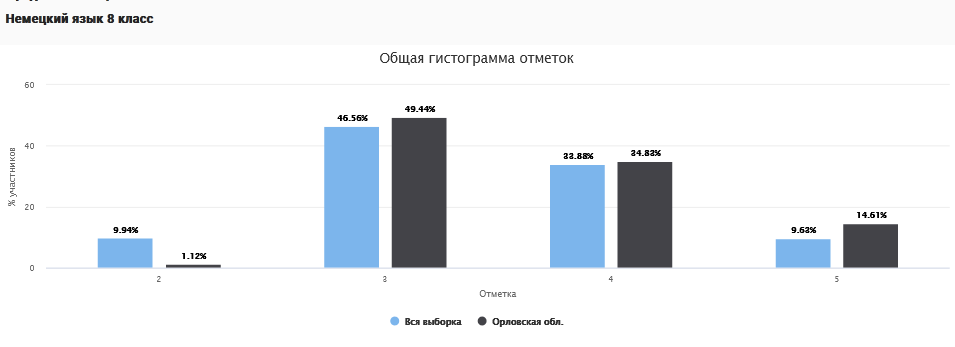 Немецкий язык 8 класс
Общая гистограмма отметок
% участников
60
40
20
0
9.94%
1.12%
46.56%
49.44%
33.88%
34.83%
9.63%
14.61%
2
3
4
5
Отметка
Вся выборка
Орловская обл.